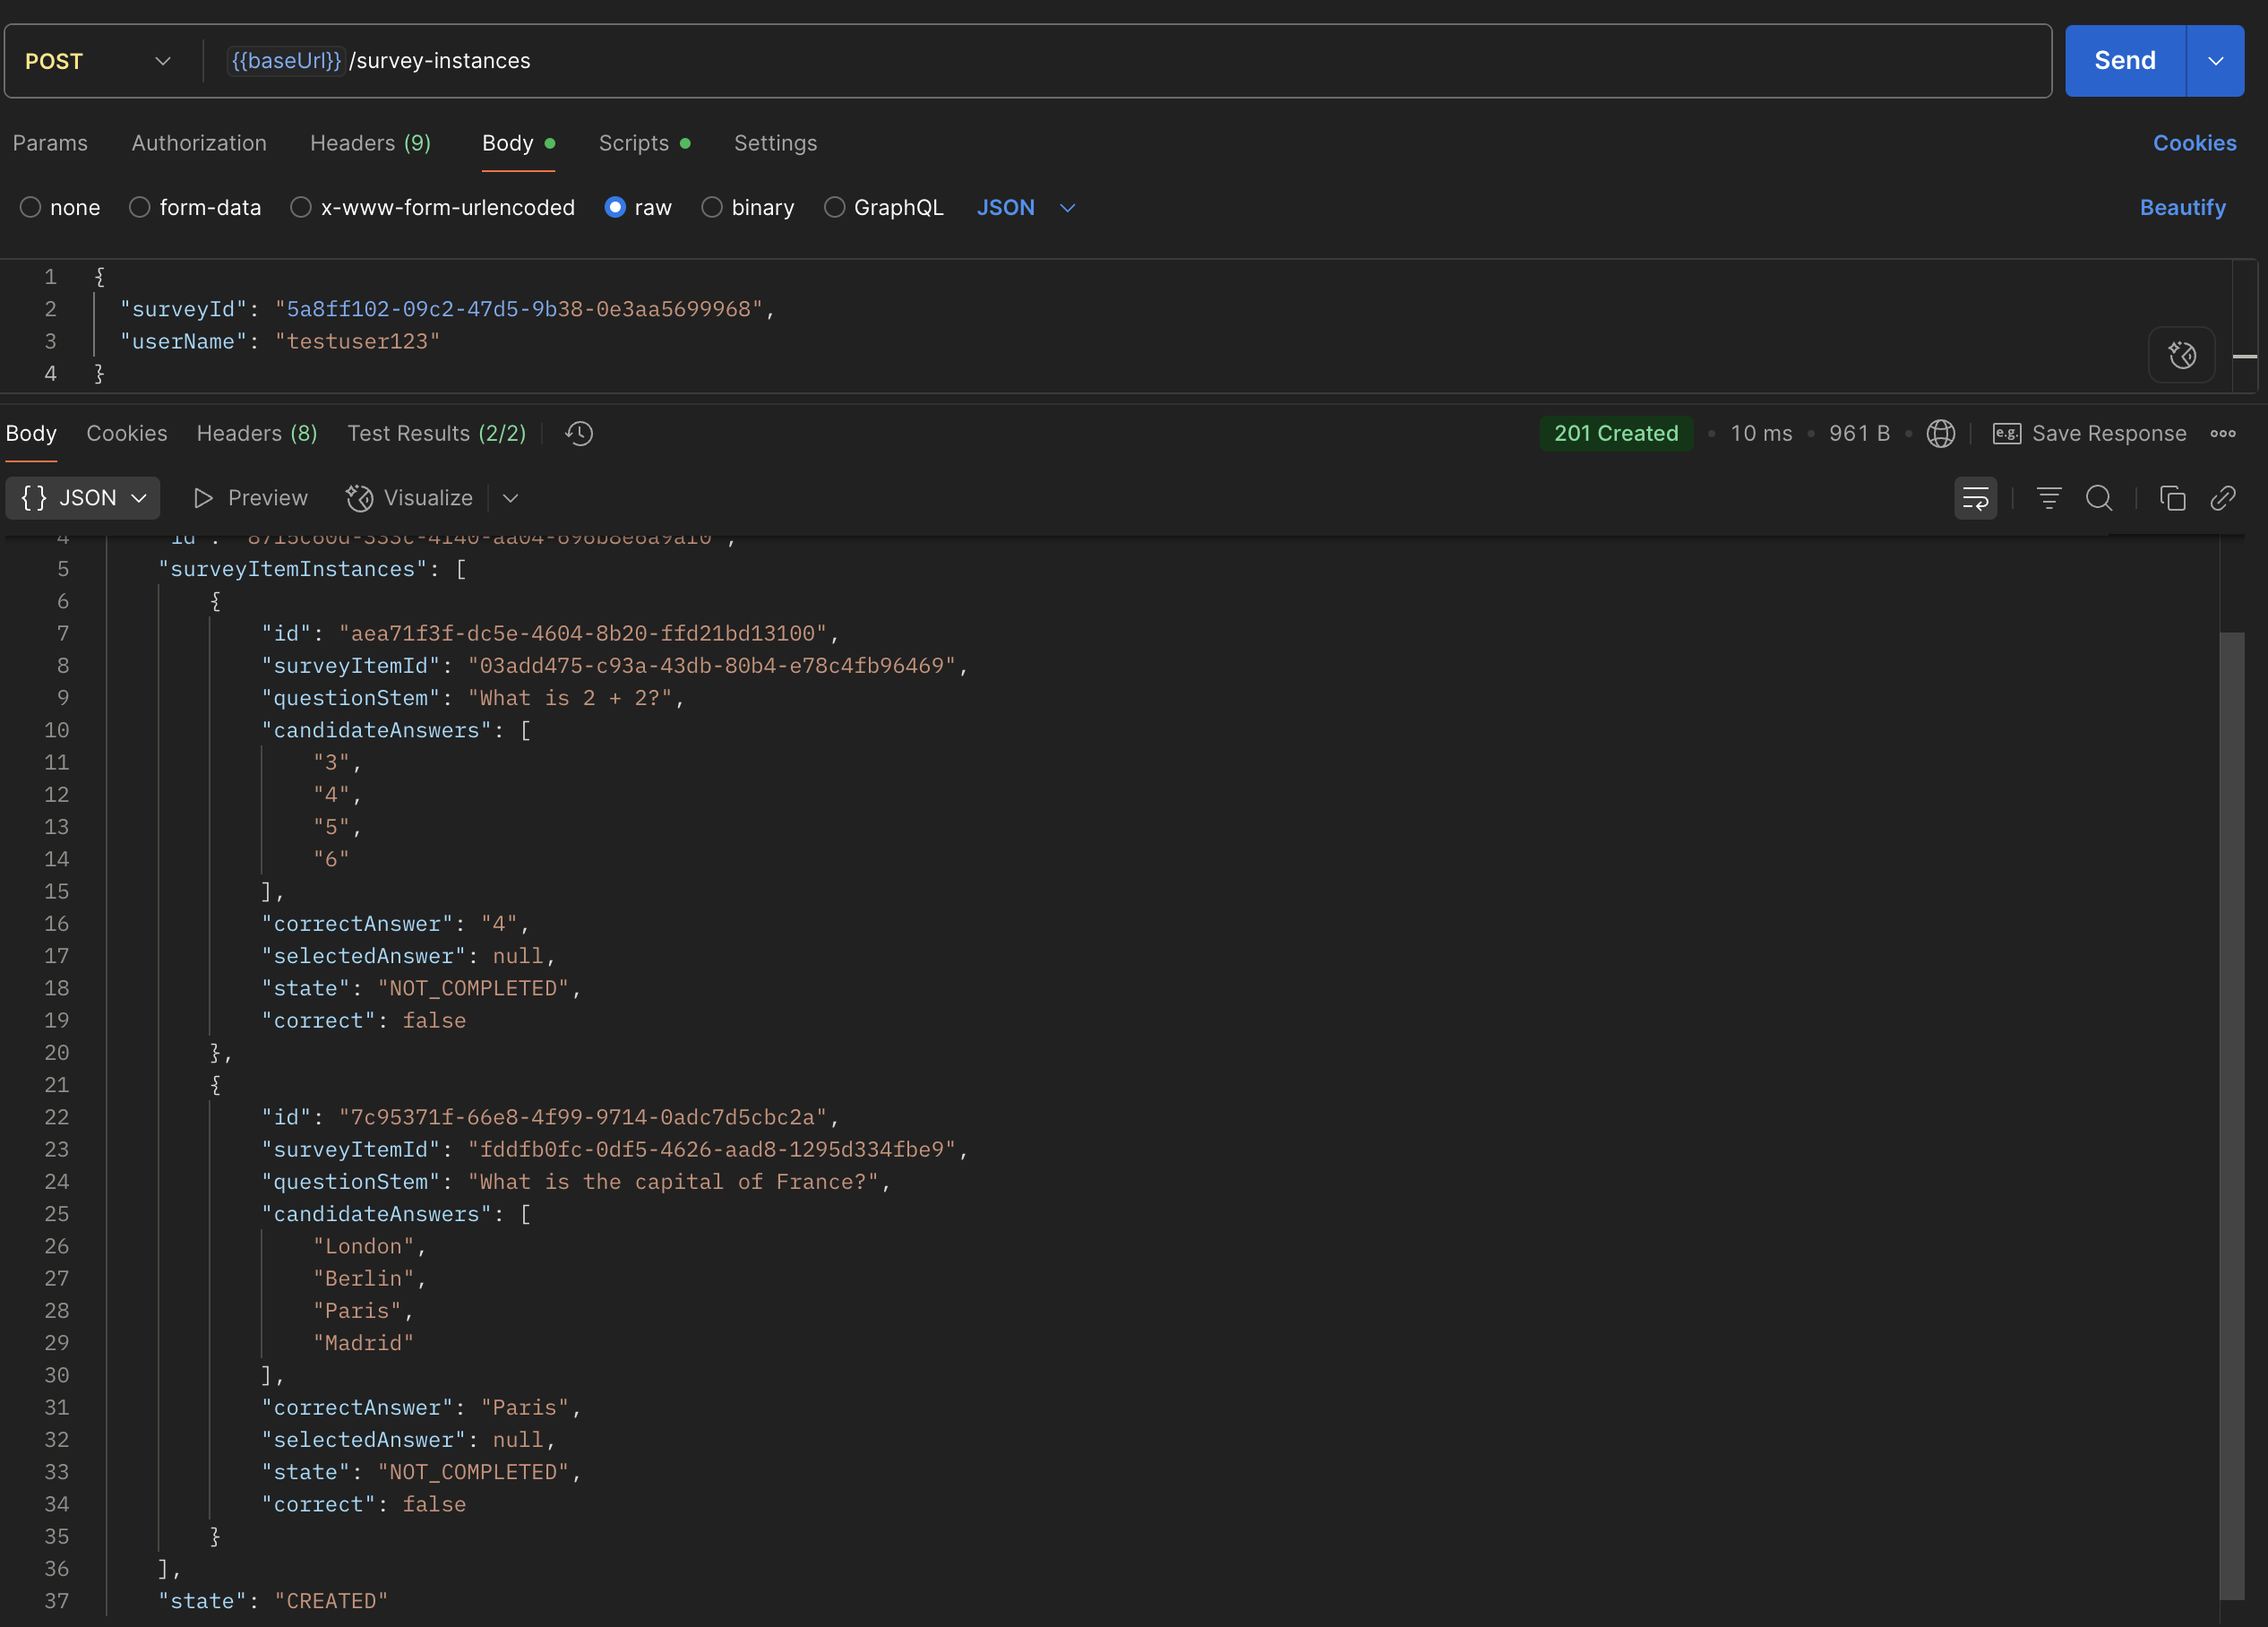 POST {{baseUrl}}/survey-instances Send
Params Authorization Headers (9) Body Scripts Settings Cookies
none form-data x-www-form-urlencoded raw binary GraphQL JSON Beautify
1 {
2 "surveyId": "5a8ff102-09c2-47d5-9b38-0e3aa5699968",
3 "userName": "testuser123"
4 }
Body Cookies Headers (8) Test Results (2/2) 201 Created • 10 ms • 961 B • e.g. Save Response
{} JSON Preview Visualize
4 "id":
5 "surveyItemInstances": [
6 {
7 "id": "aea71f3f-dc5e-4604-8b20-ffd21bd13100",
8 "surveyItemId": "03add475-c93a-43db-80b4-e78c4fb96469",
9 "questionStem": "What is 2 + 2?",
10 "candidateAnswers": [
11 "3",
12 "4",
13 "5",
14 "6"
15 ],
16 "correctAnswer": "4",
17 "selectedAnswer": null,
18 "state": "NOT_COMPLETED",
19 "correct": false
20 },
21 {
22 "id": "7c95371f-66e8-4f99-9714-0adc7d5cbc2a",
23 "surveyItemId": "fddfb0fc-0df5-4626-aad8-1295d334fbe9",
24 "questionStem": "What is the capital of France?",
25 "candidateAnswers": [
26 "London",
27 "Berlin",
28 "Paris",
29 "Madrid"
30 ],
31 "correctAnswer": "Paris",
32 "selectedAnswer": null,
33 "state": "NOT_COMPLETED",
34 "correct": false
35 }
36 ],
37 "state": "CREATED"